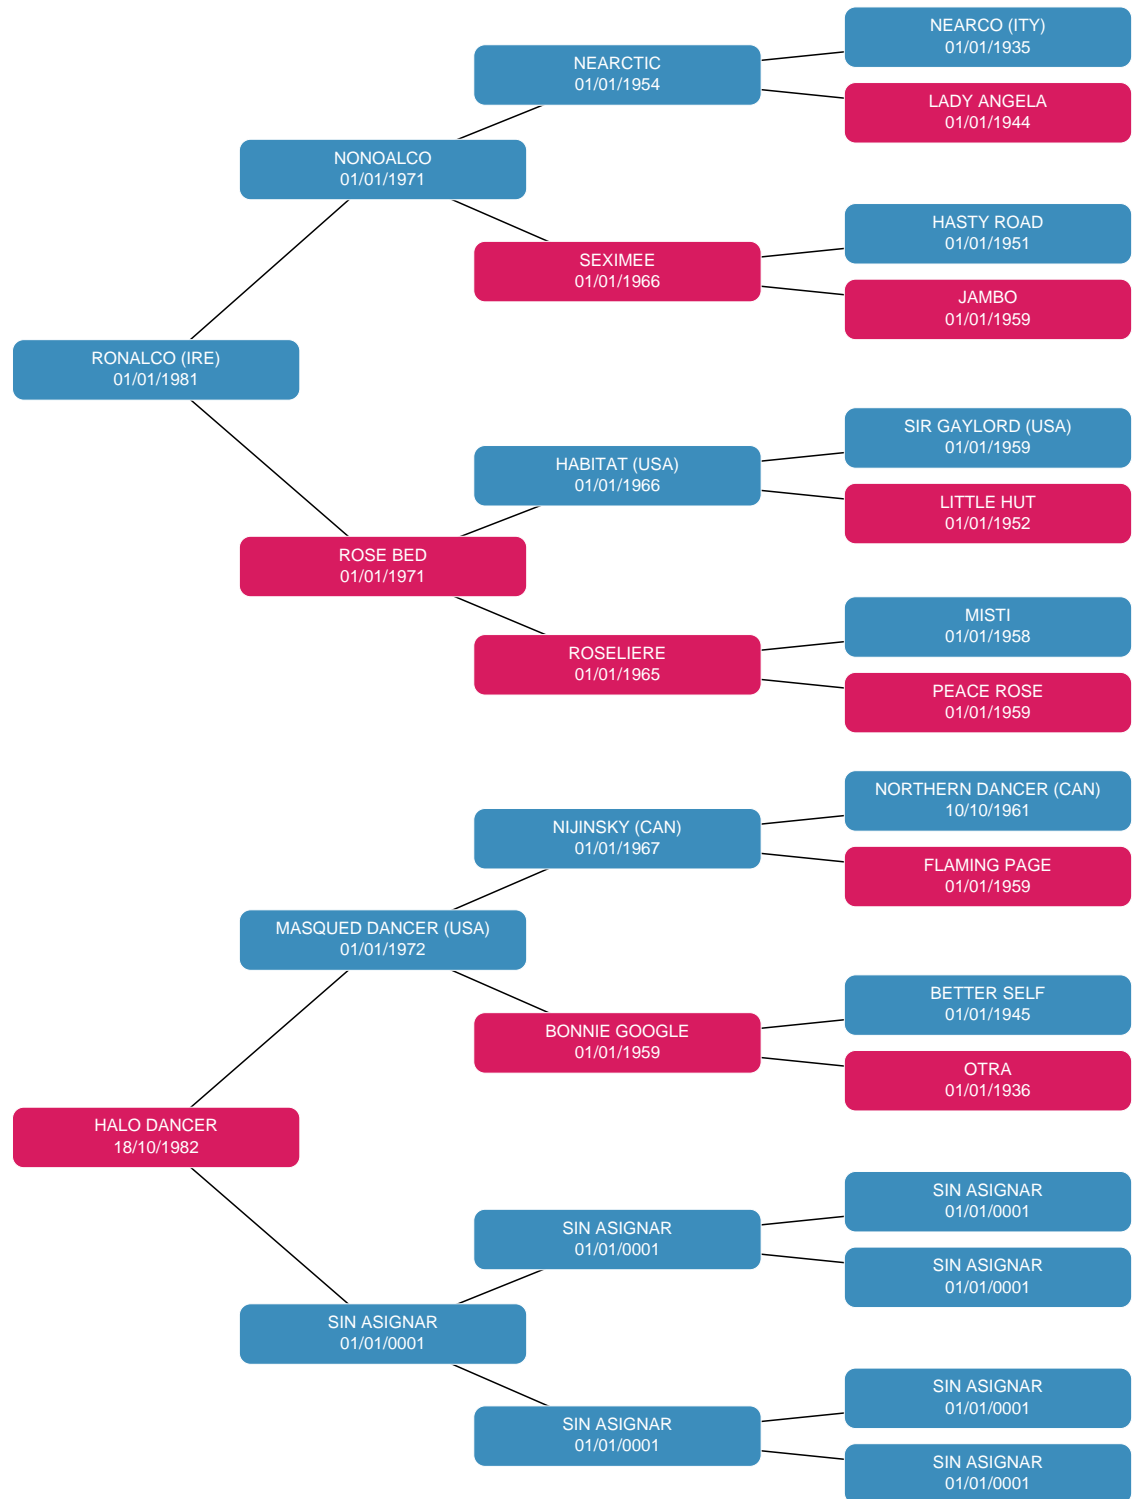 NEARCO (ITY)
01/01/1935
NEARCTIC
01/01/1954
LADY ANGELA
01/01/1944
NONOALCO
01/01/1971
HASTY ROAD
01/01/1951
SEXIMEE
01/01/1966
JAMBO
01/01/1959
RONALCO (IRE)
01/01/1981
SIR GAYLORD (USA)
01/01/1959
HABITAT (USA)
01/01/1966
LITTLE HUT
01/01/1952
ROSE BED
01/01/1971
MISTI
01/01/1958
ROSELIERE
01/01/1965
PEACE ROSE
01/01/1959
NORTHERN DANCER (CAN)
10/10/1961
NIJINSKY (CAN)
01/01/1967
FLAMING PAGE
01/01/1959
MASQUED DANCER (USA)
01/01/1972
BETTER SELF
01/01/1945
BONNIE GOOGLE
01/01/1959
OTRA
01/01/1936
HALO DANCER
18/10/1982
SIN ASIGNAR
01/01/0001
SIN ASIGNAR
01/01/0001
SIN ASIGNAR
01/01/0001
SIN ASIGNAR
01/01/0001
SIN ASIGNAR
01/01/0001
SIN ASIGNAR
01/01/0001
SIN ASIGNAR
01/01/0001